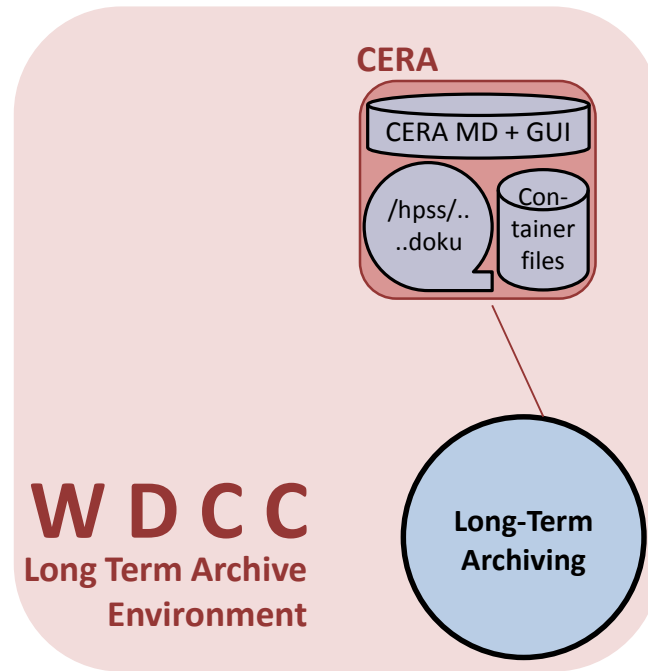 CERA
CERA MD + GUI
/hpss/..
...doku
Con-
tainer
files
Long-Term
Archiving
W D C C
Long Term Archive
Environment